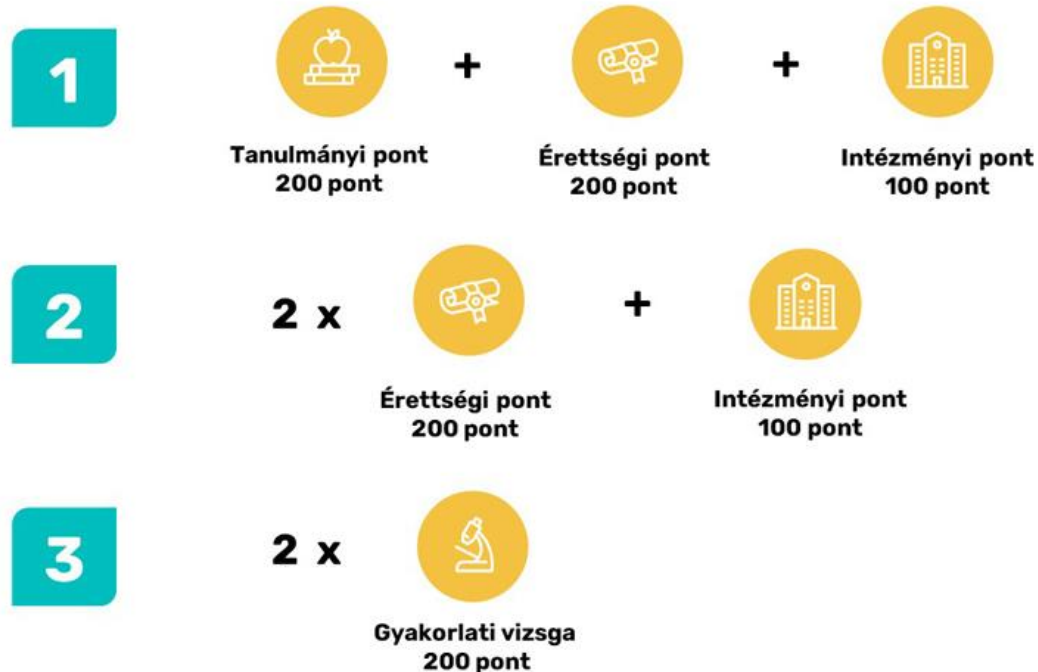 1
+
+
Tanulmányi pont
200 pont
Érettségi pont
200 pont
Intézményi pont
100 pont
2
2 x
+
Érettségi pont
200 pont
Intézményi pont
100 pont
3
2 x
Gyakorlati vizsga
200 pont